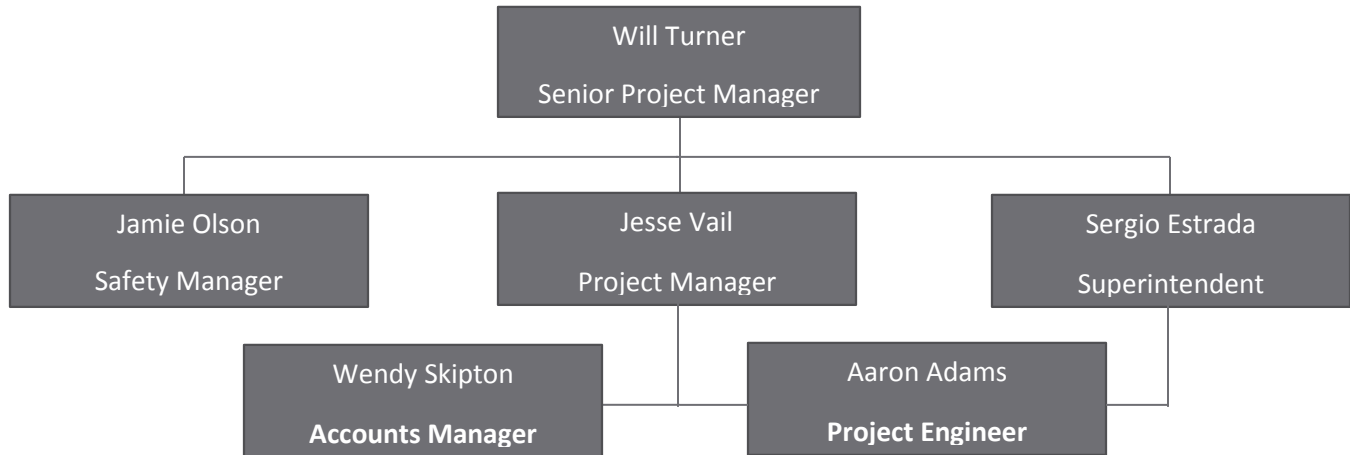 Will Turner
Senior Project Manager
Jamie Olson
Safety Manager
Jesse Vail
Project Manager
Sergio Estrada
Superintendent
Wendy Skipton
Accounts Manager
Aaron Adams
Project Engineer